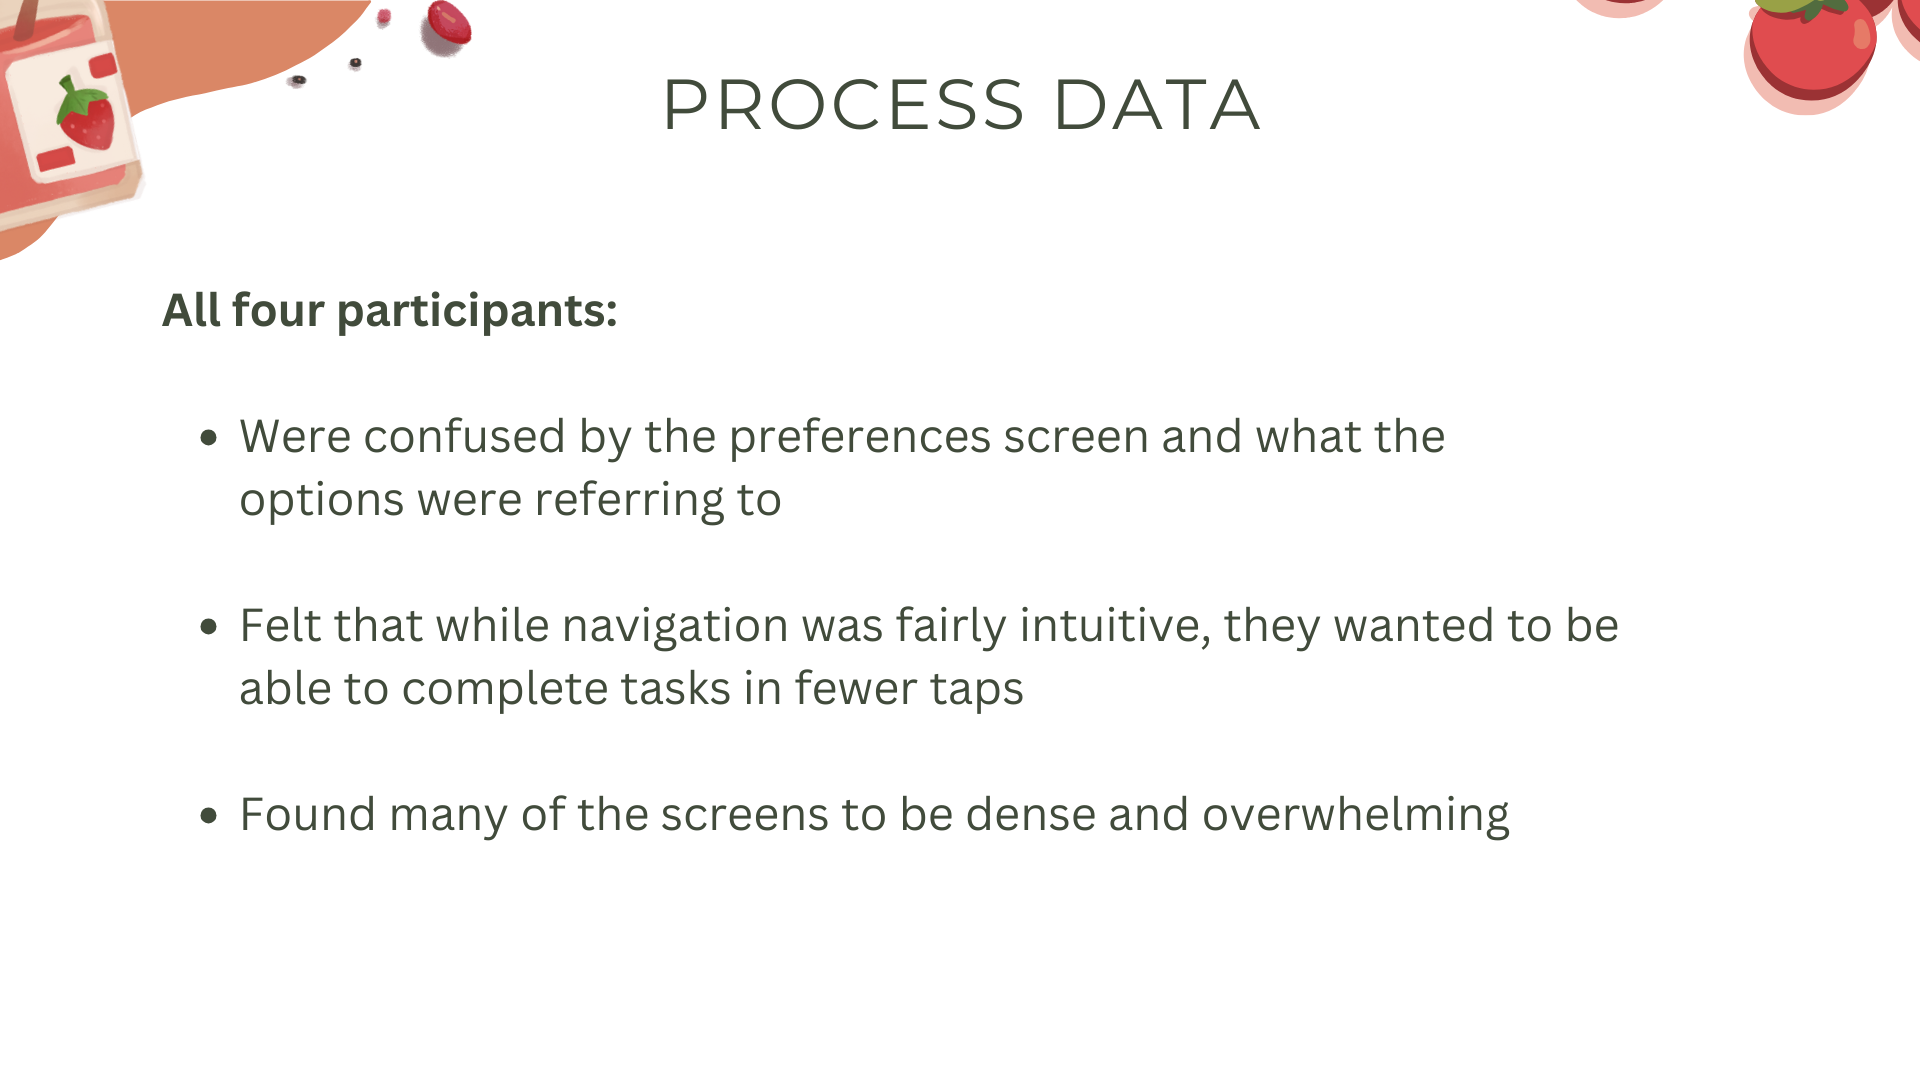 PROCESS DATA
All four participants:
• Were confused by the preferences screen and what the
options were referring to
• Felt that while navigation was fairly intuitive, they wanted to be
able to complete tasks in fewer taps
• Found many of the screens to be dense and overwhelming